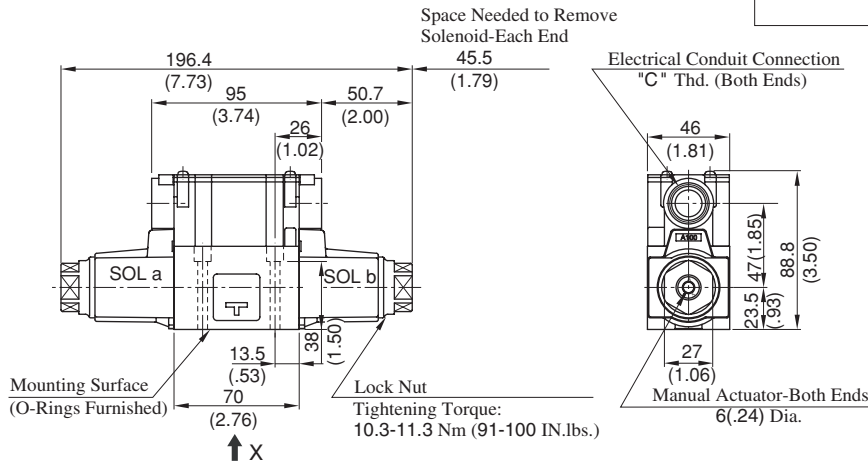 Space Needed to Remove
Solenoid-Each End
196.4
(7.73)
45.5
(1.79)
Electrical Conduit Connection
"C" Thd. (Both Ends)
95
(3.74)
50.7
(2.00)
26
(1.02)
46
(1.81)
A100
SOL a
SOL b
47(1.85)
88.8
(3.50)
23.5
(.93)
38
(1.50)
13.5
(.53)
27
(1.06)
Mounting Surface
(O-Rings Furnished)
70
(2.76)
Lock Nut
Tightening Torque:
10.3-11.3 Nm (91-100 IN.lbs.)
Manual Actuator-Both Ends
6(.24) Dia.
X